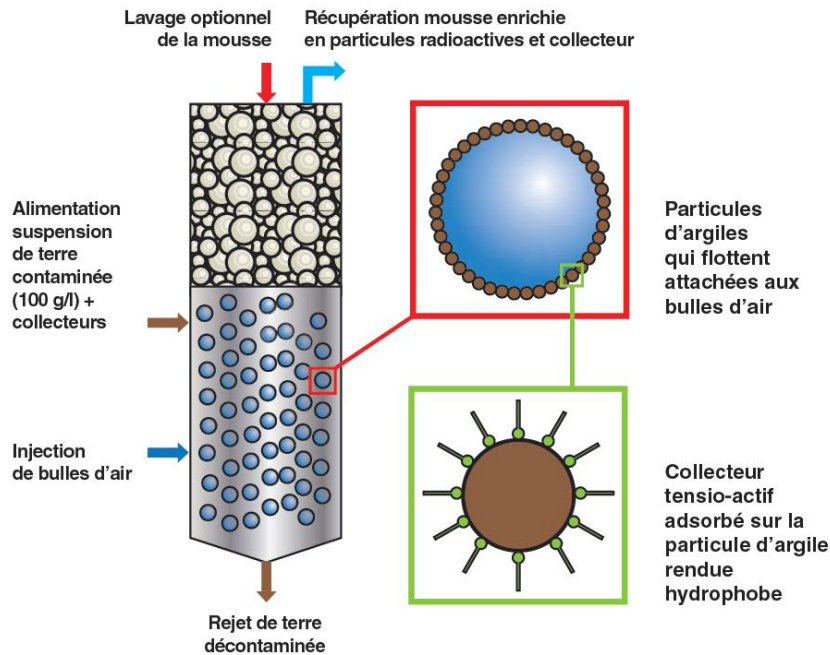 Lavage optionnel
de la mousse
Récupération mousse enrichie
en particules radioactives et collecteur
Alimentation
suspension
de terre
contaminée
(100 g/l) +
collecteurs
Injection
de bulles d'air
Rejet de terre
décontaminée
Particules
d'argiles
qui flottent
attachées aux
bulles d'air
Collecteur
tensio-actif
adsorbé sur la
particule d'argile
rendue
hydrophobe